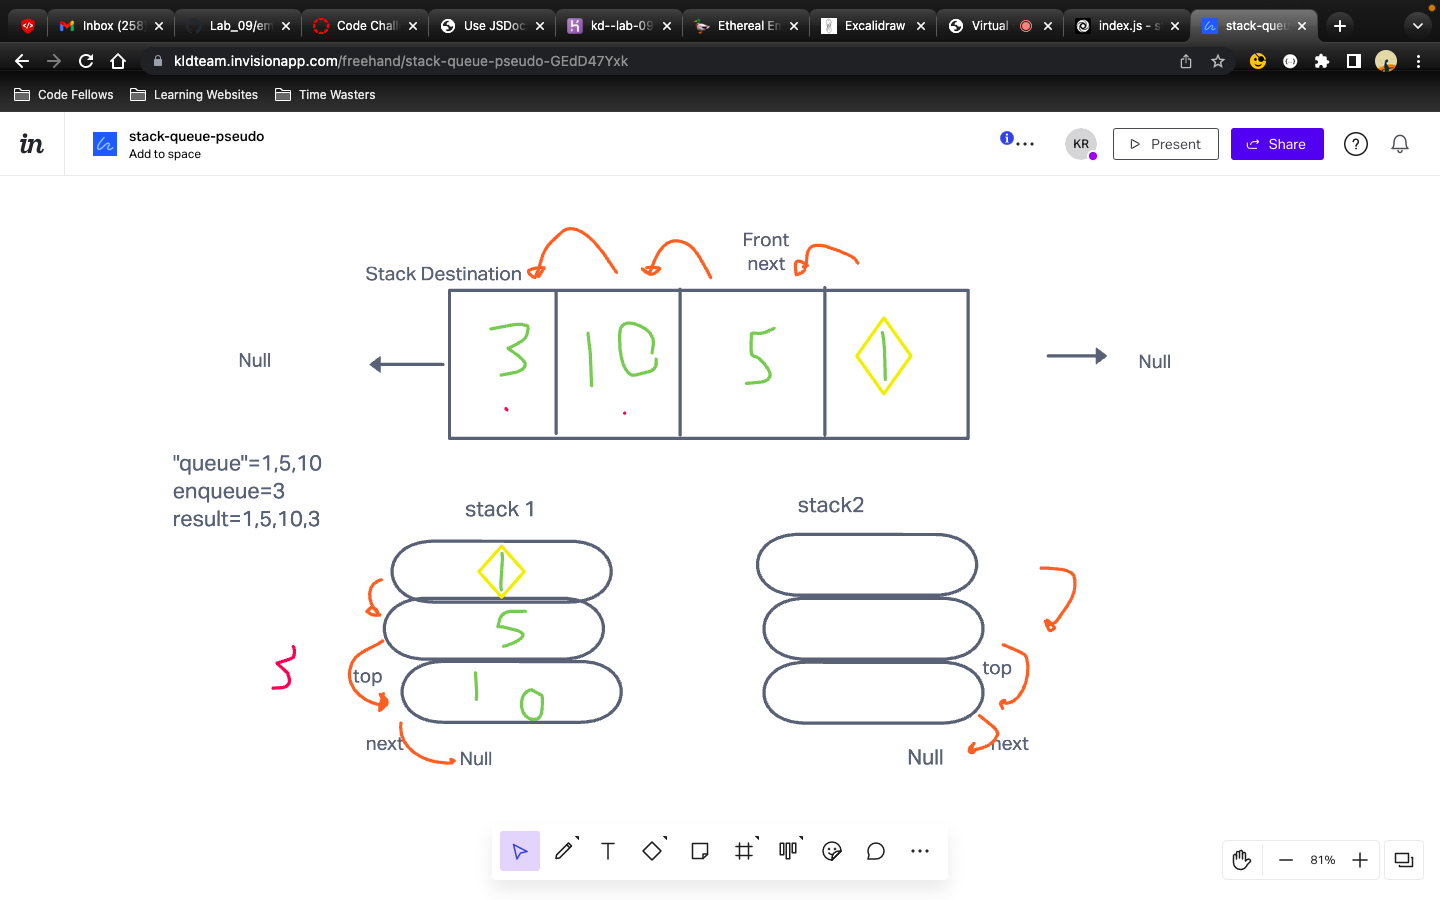 Inbox (258
Lab_09/em
Code Chall
Use JSDoc
kd--lab-09
Ethereal Em
Excalidraw
Virtual
index.js - s
stack-queu
kldteam.invisionapp.com/freehand/stack-queue-pseudo-GEdD47Yxk
Code Fellows
Learning Websites
Time Wasters
in
stack-queue-pseudo
Add to space
KR
Present
Share
Front
next
Stack Destination
3 10 5 1
Null
Null
"queue"=1,5,10
enqueue=3
result=1,5,10,3
stack 1
stack2
1
5
top
top
10
next
Null
Null
next
81%